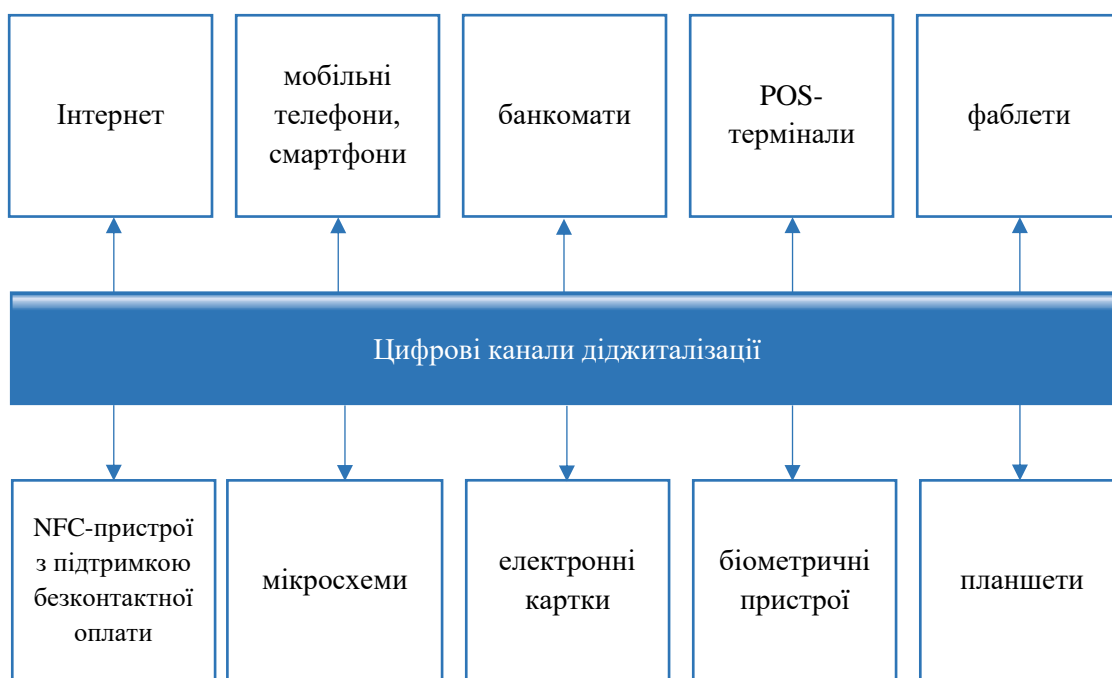 Інтернет
мобільні
телефони,
смартфони
банкомати
POS-
термінали
фаблети
Цифрові канали діджиталізації
NFC-пристрої
з підтримкою
безконтактної
оплати
мікросхеми
електронні
картки
біометричні
пристрої
планшети